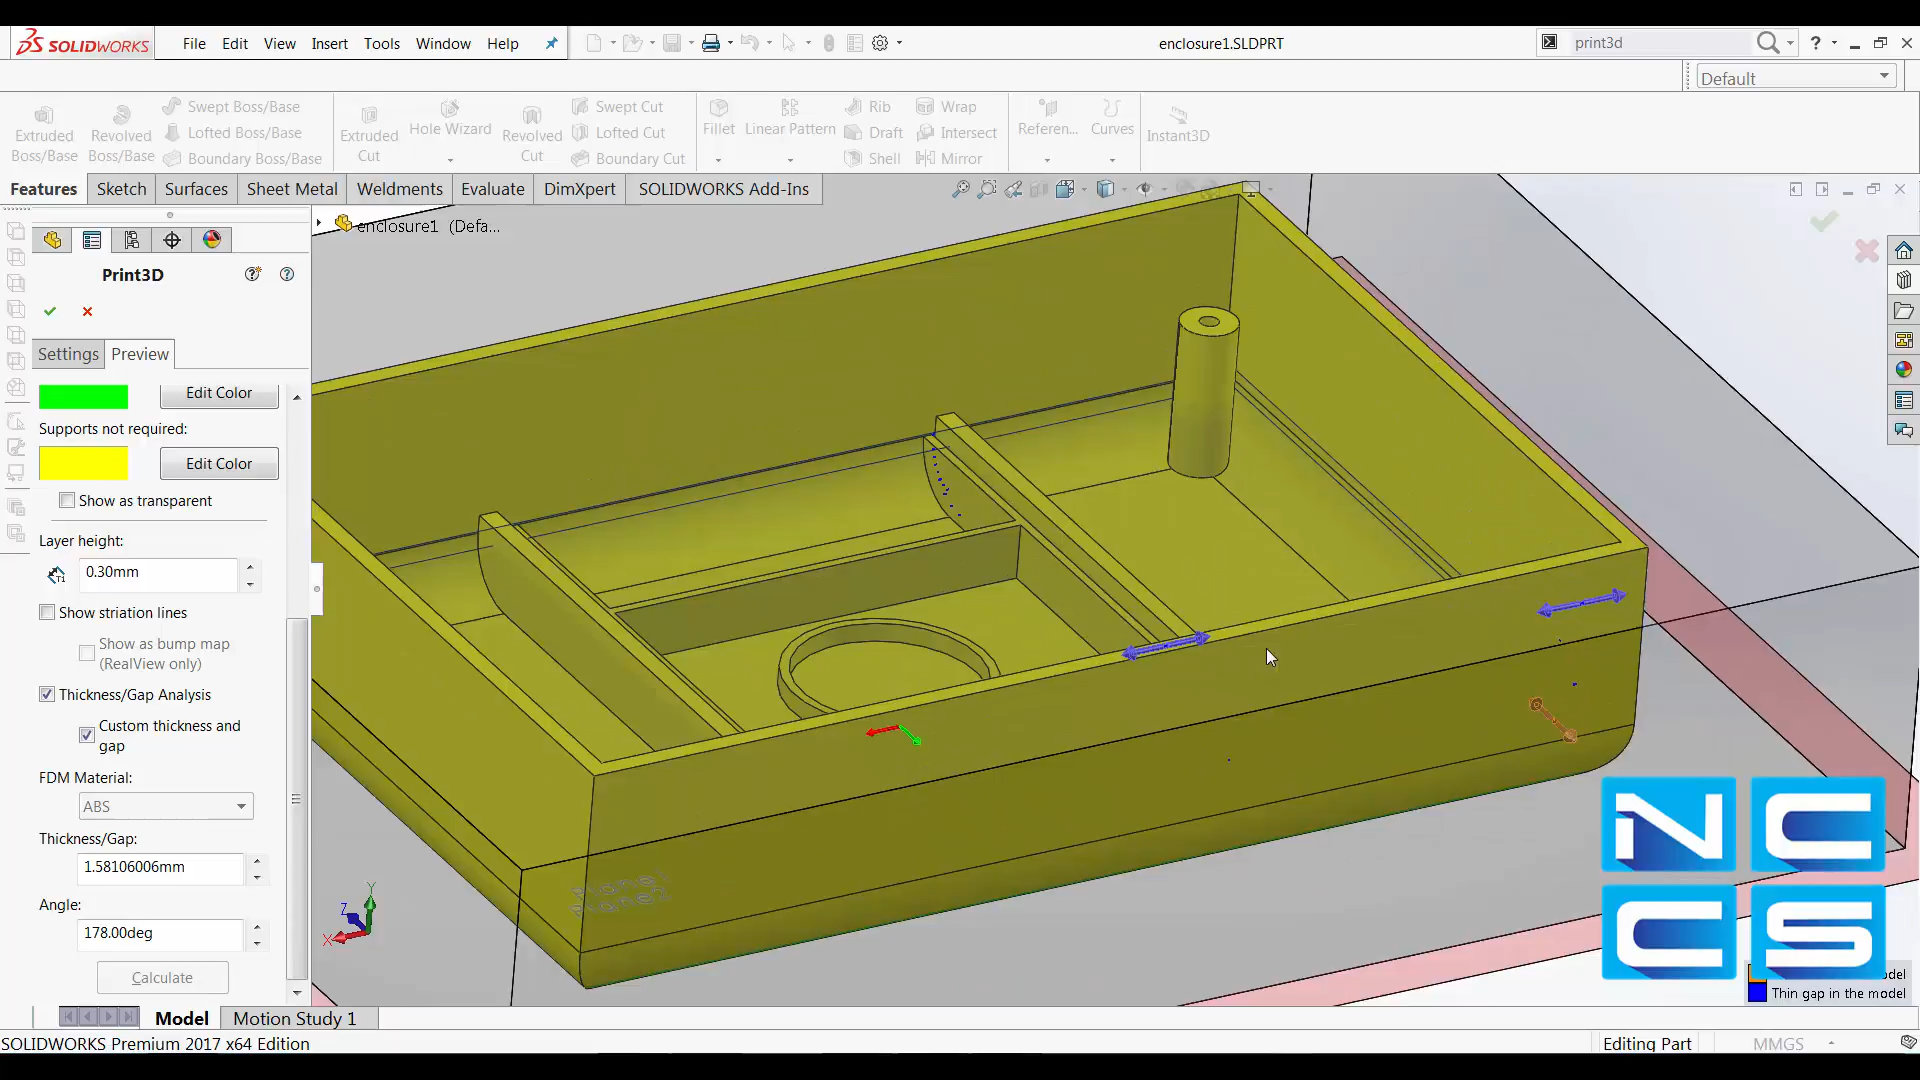 SOLIDWORKS
File Edit View Insert Tools Window Help
enclosure1.SLDPRT
print3d
?
Default
Extruded Boss/Base
Revolved Boss/Base
Swept Boss/Base
Lofted Boss/Base
Boundary Boss/Base
Extruded Cut
Hole Wizard
Revolved Cut
Swept Cut
Lofted Cut
Boundary Cut
Fillet
Linear Pattern
Rib
Draft
Shell
Wrap
Intersect
Mirror
Referen...
Curves
Instant3D
Features Sketch Surfaces Sheet Metal Weldments Evaluate DimXpert SOLIDWORKS Add-Ins
enclosure1 (Defa...
Print3D
Settings Preview
Edit Color
Supports not required:
Edit Color
Show as transparent
Layer height:
0.30mm
Show striation lines
Show as bump map
(RealView only)
Thickness/Gap Analysis
Custom thickness and
gap
FDM Material:
ABS
Thickness/Gap:
1.58106006mm
Angle:
178.00deg
Calculate
Plane1
Plane2
Y
Z
X
NC
CS
odel
Thin gap in the model
Model Motion Study 1
SOLIDWORKS Premium 2017 x64 Edition
Editing Part
MMGS